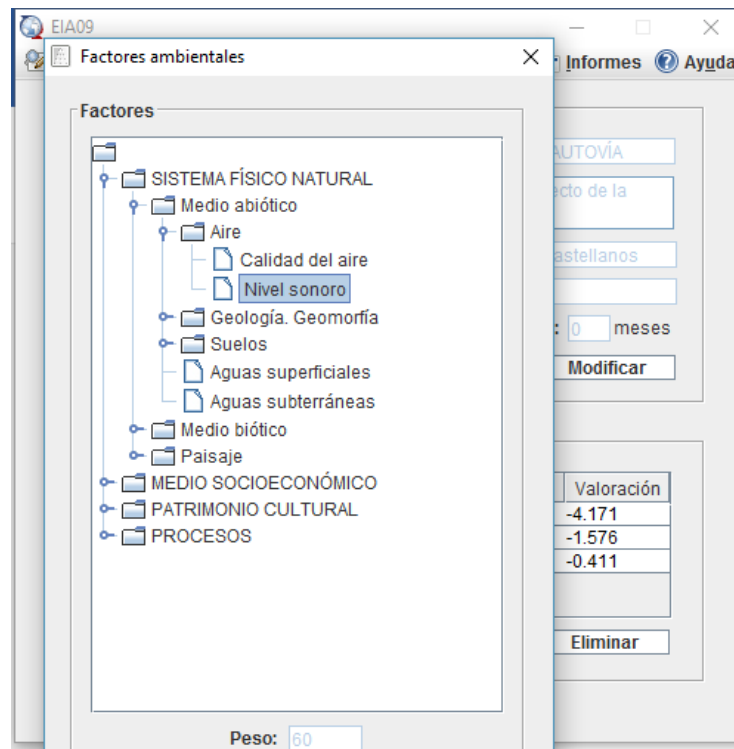 EIA09
Factores ambientales
Informes Ayuda
Factores
AUTOVÍA
SISTEMA FÍSICO NATURAL
ecto de la
Medio abiótico
Aire
Calidad del aire
astellanos
Nivel sonoro
Geología. Geomorfía
: 0 meses
Suelos
Aguas superficiales
Modificar
Aguas subterráneas
Medio biótico
Paisaje
MEDIO SOCIOECONÓMICO
Valoración
PATRIMONIO CULTURAL
-4.171
PROCESOS
-1.576
-0.411
Eliminar
Peso: 60